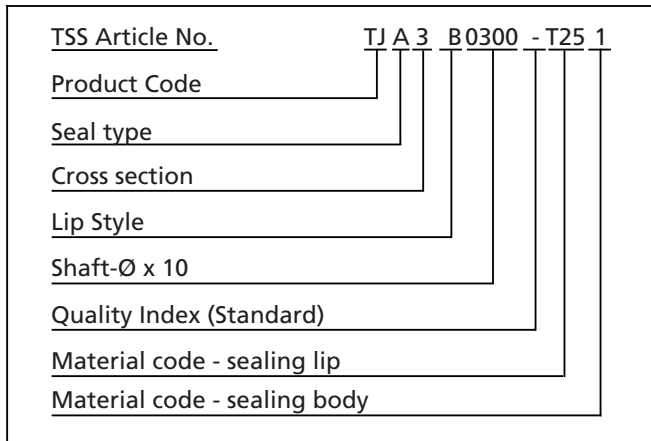 TSS Article No. TJ A 3 B 0300 - T25 1
Product Code
Seal type
Cross section
Lip Style
Shaft-Ø x 10
Quality Index (Standard)
Material code - sealing lip
Material code - sealing body